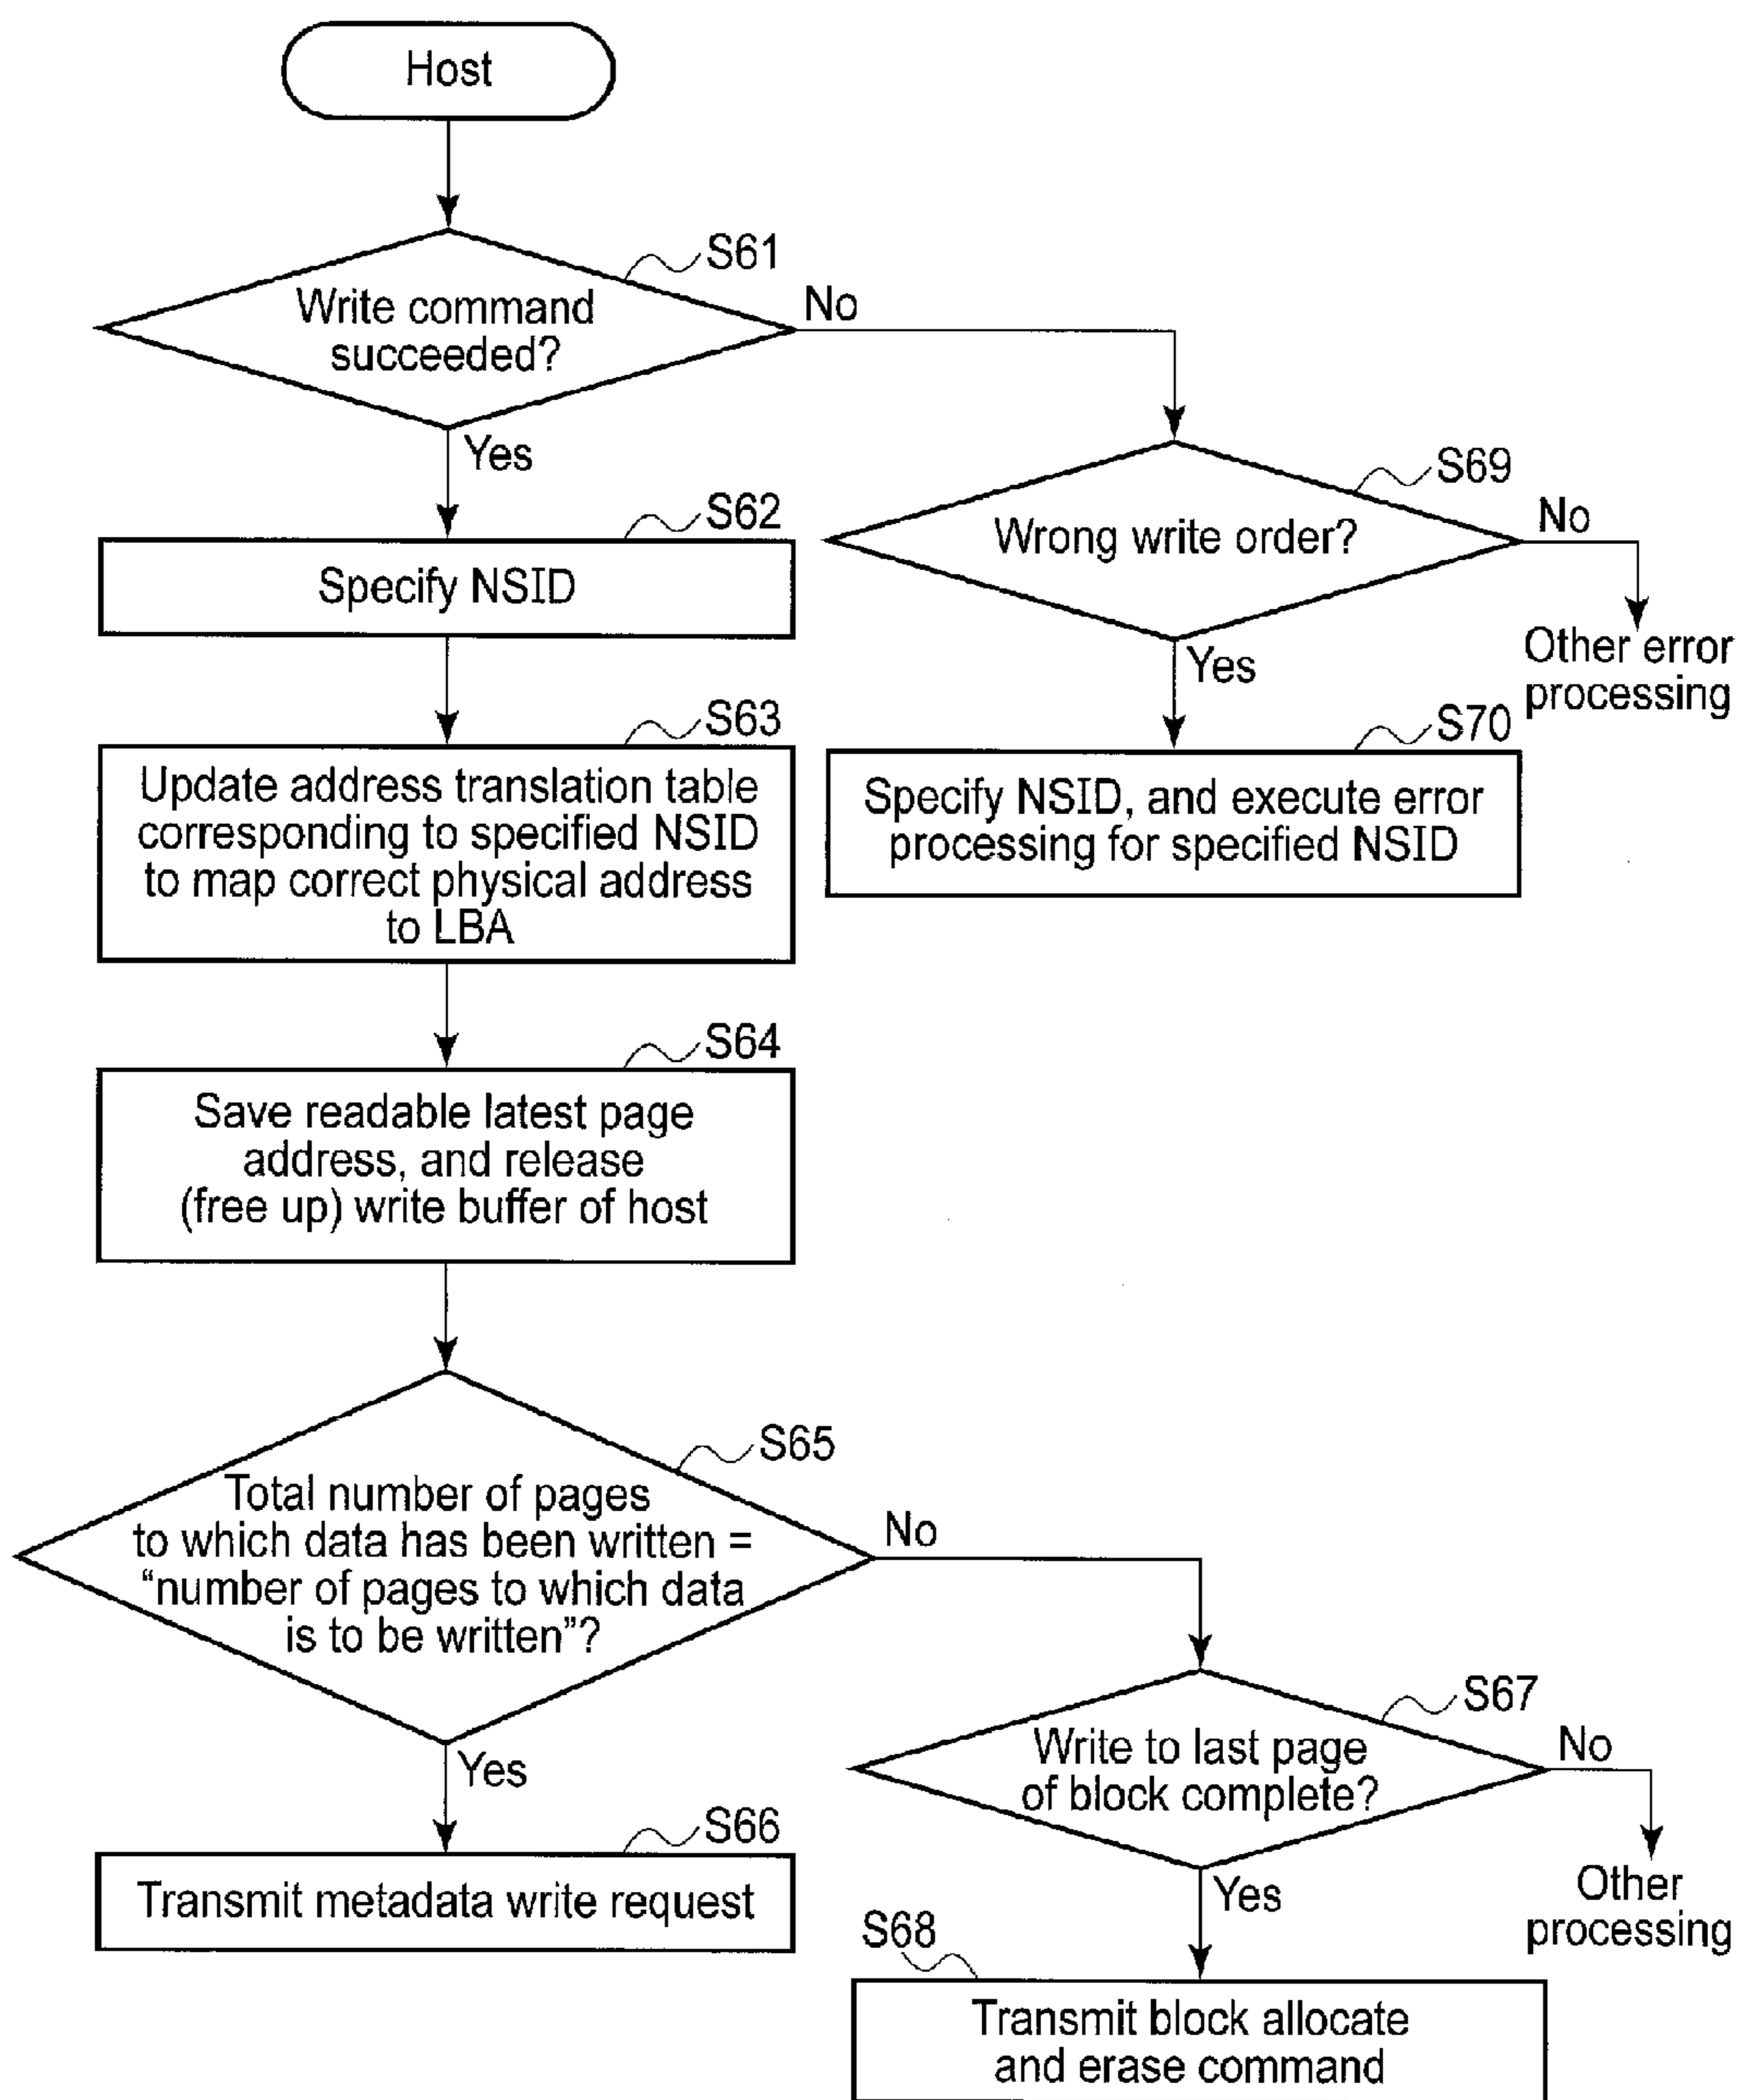 Host
S61
Write command
succeeded?
No
Yes
S69
Wrong write order?
No
Other error
processing
Yes
S70
Specify NSID, and execute error
processing for specified NSID
S62
Specify NSID
S63
Update address translation table
corresponding to specified NSID
to map correct physical address
to LBA
S64
Save readable latest page
address, and release
(free up) write buffer of host
S65
Total number of pages
to which data has been written =
“number of pages to which data
is to be written”?
No
Yes
S66
Transmit metadata write request
S67
Write to last page
of block complete?
No
Other
processing
Yes
S68
Transmit block allocate
and erase command